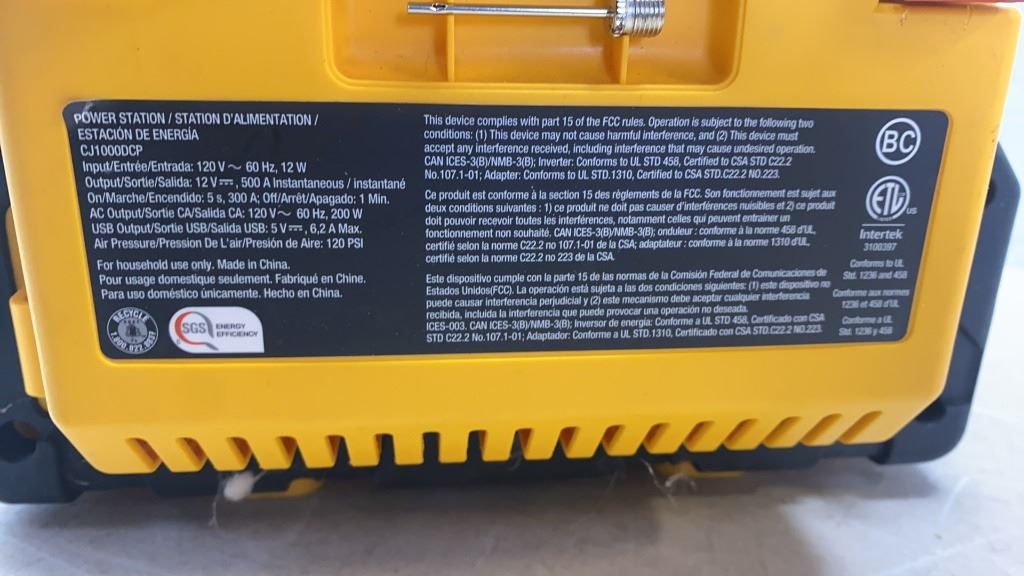 POWER STATION / STATION D'ALIMENTATION /
ESTACIÓN DE ENERGÍA
CJ1000DCP
Input/Entrée/Entrada: 120 V ~ 60 Hz, 12 W
Output/Sortie/Salida: 12 V ⎓, 500 A Instantaneous / instantané
On/Marche/Encendido: 5 s, 300 A; Off/Arrêt/Apagado: 1 Min.
AC Output/Sortie CA/Salida CA: 120 V ~ 60 Hz, 200 W
USB Output/Sortie USB/Salida USB: 5 V ⎓, 6,2 A Max.
Air Pressure/Pression De L'air/Presión de Aire: 120 PSI
For household use only. Made in China.
Pour usage domestique seulement. Fabriqué en Chine.
Para uso doméstico únicamente. Hecho en China.
RECYCLE
1.800.822.8837
SGS ENERGY
EFFICIENCY
This device complies with part 15 of the FCC rules. Operation is subject to the following two
conditions: (1) This device may not cause harmful interference, and (2) This device must
accept any interference received, including interference that may cause undesired operation.
CAN ICES-3(B)/NMB-3(B); Inverter: Conforms to UL STD 458, Certified to CSA STD C22.2
No.107.1-01; Adapter: Conforms to UL STD.1310, Certified to CSA STD.C22.2 NO.223.
Ce produit est conforme à la section 15 des règlements de la FCC. Son fonctionnement est sujet aux
deux conditions suivantes : 1) ce produit ne doit pas causer d'interférences nuisibles et 2) ce produit
doit pouvoir recevoir toutes les interférences, notamment celles qui peuvent entrainer un
fonctionnement non souhaité. CAN ICES-3(B)/NMB-3(B); onduleur : conforme à la norme 458 d'UL,
certifié selon la norme C22.2 no 107.1-01 de la CSA; adaptateur : conforme à la norme 1310 d'UL,
certifié selon la norme C22.2 no 223 de la CSA.
Este dispositivo cumple con la parte 15 de las normas de la Comisión Federal de Comunicaciones de
Estados Unidos(FCC). La operación está sujeta a las dos condiciones siguientes: (1) este dispositivo no
puede causar interferencia perjudicial y (2) este mecanismo debe aceptar cualquier interferencia
recibida, incluida la interferencia que puede provocar una operación no deseada.
ICES-003. CAN ICES-3(B)/NMB-3(B); Inversor de energía: Conforme a UL STD 458, Certificado con CSA
STD C22.2 No.107.1-01; Adaptador: Conforme a UL STD.1310, Certificado con CSA STD.C22.2 NO.223.
BC
ETL
US
Intertek
3100397
Conforms to UL
Std. 1236 and 458
Conforme aux normes
1236 et 458 d'UL
Conforme a UL
Std. 1236 y 458